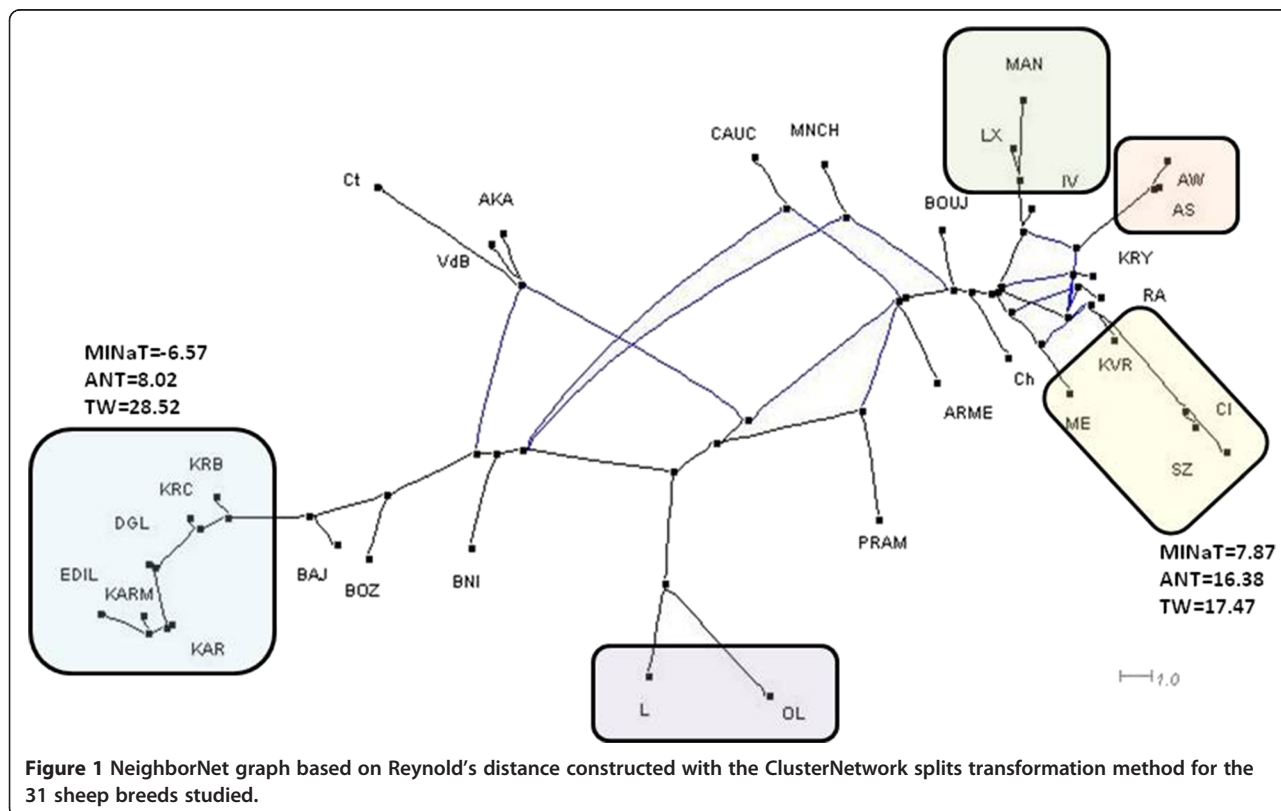 MAN
LX
IV
CAUC
MNCH
AW
AS
Ct
AKA
VdB
BOUJ
KRY
RA
MINaT=-6.57
ANT=8.02
TW=28.52
KVR
Ch
ARME
ME
CI
SZ
KRB
KRC
DGL
EDIL
KARM
KAR
BAJ
BOZ
BNI
PRAM
MINaT=7.87
ANT=16.38
TW=17.47
L
OL
1.0
Figure 1 NeighborNet graph based on Reynold's distance constructed with the ClusterNetwork splits transformation method for the
31 sheep breeds studied.